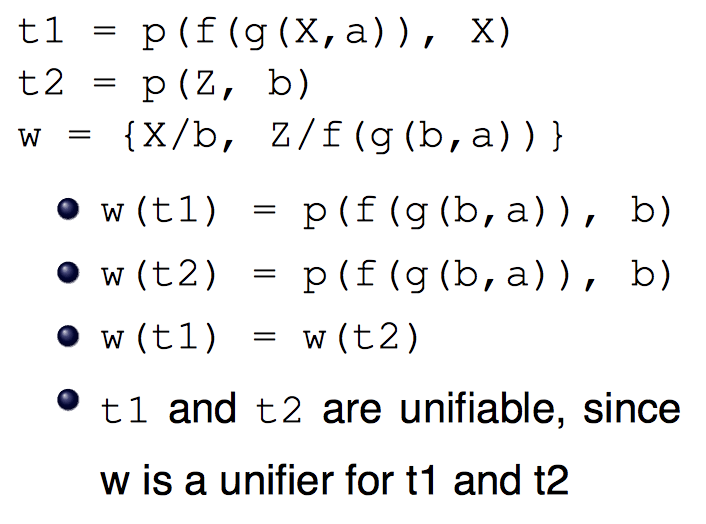 t1 = p(f(g(X,a)), X)
t2 = p(Z, b)
w = {X/b, Z/f(g(b,a))}
w(t1) = p(f(g(b,a)), b)
w(t2) = p(f(g(b,a)), b)
w(t1) = w(t2)
t1 and t2 are unifiable, since
w is a unifier for t1 and t2